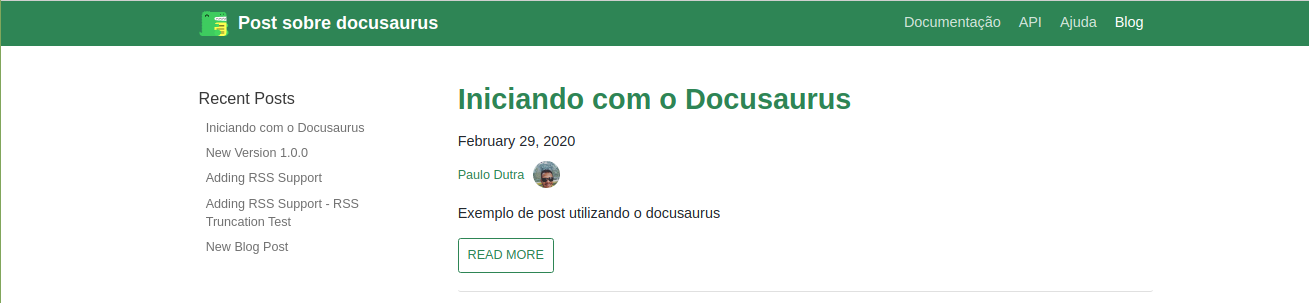 Post sobre docusaurus
Documentação API Ajuda Blog
Recent Posts
Iniciando com o Docusaurus
New Version 1.0.0
Adding RSS Support
Adding RSS Support - RSS
Truncation Test
New Blog Post
Iniciando com o Docusaurus
February 29, 2020
Paulo Dutra
Exemplo de post utilizando o docusaurus
READ MORE